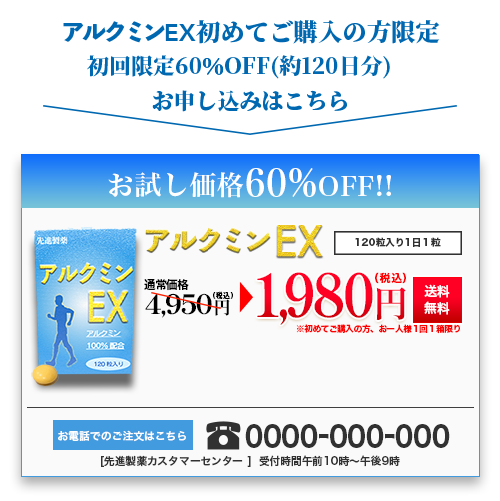 アルクミンEX初めてご購入の方限定
初回限定60%OFF(約120日分)
お申し込みはこちら
お試し価格60%OFF!!
先進製薬
アルクミン
EX
アルクミン
100%配合
120粒入り
アルクミンEX
120粒入り1日1粒
通常価格
4,950円(税込)
1,980円(税込)
送料
無料
※初めてご購入の方、お一人様1回1箱限り
お電話でのご注文はこちら
0000-000-000
[先進製薬カスタマーセンター ] 受付時間午前10時〜午後9時